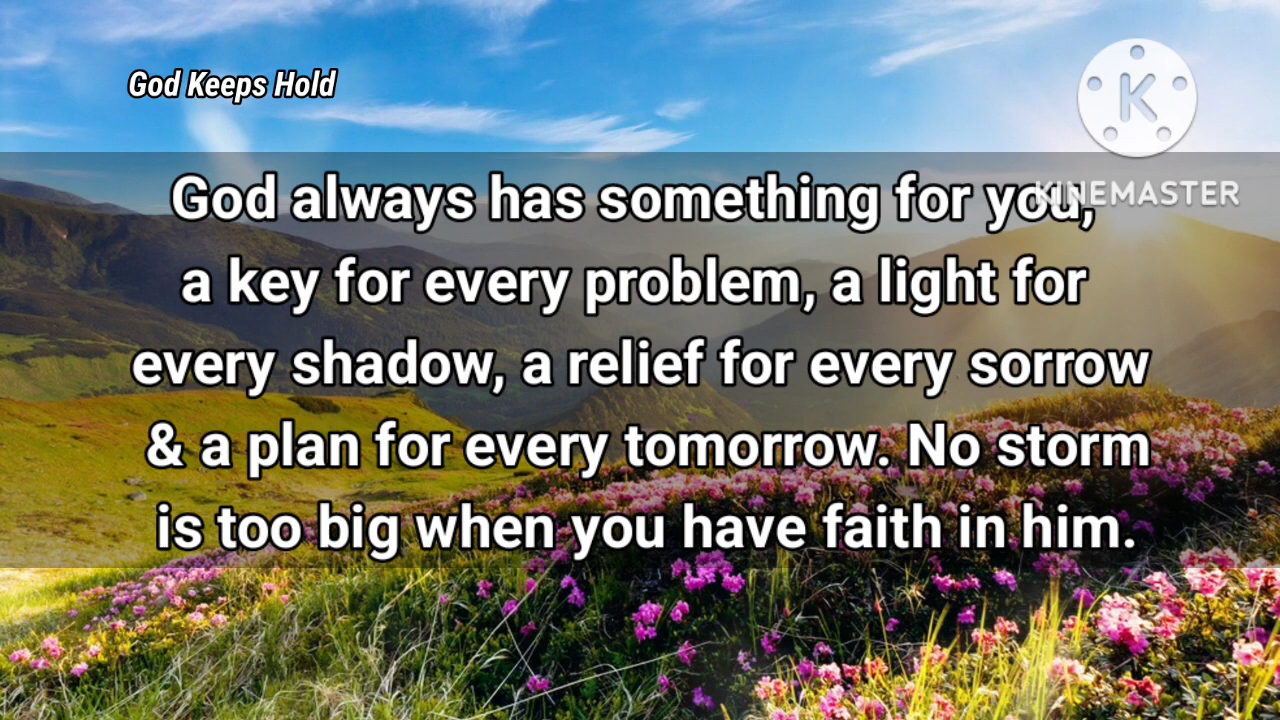 God Keeps Hold
K
KINEMASTER
God always has something for you,
a key for every problem, a light for
every shadow, a relief for every sorrow
& a plan for every tomorrow. No storm
is too big when you have faith in him.